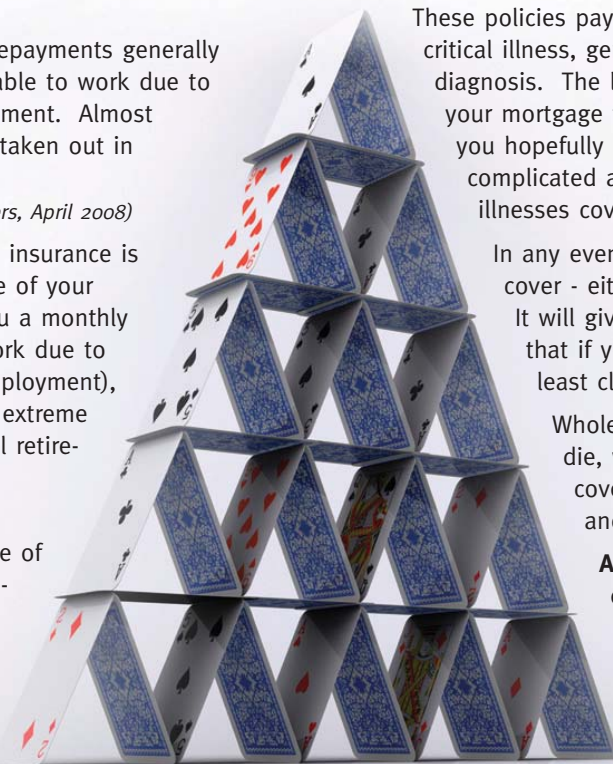 epayments generally
able to work due to
ment. Almost
taken out in
rs, April 2008)
insurance is
e of your
u a monthly
ork due to
ployment),
extreme
l retire-
e of
-
These policies pay
critical illness, ge
diagnosis. The
your mortgage
you hopefully
complicated a
illnesses cov
In any even
cover - eit
It will giv
that if y
least cl
Whole
die,
cove
an
A